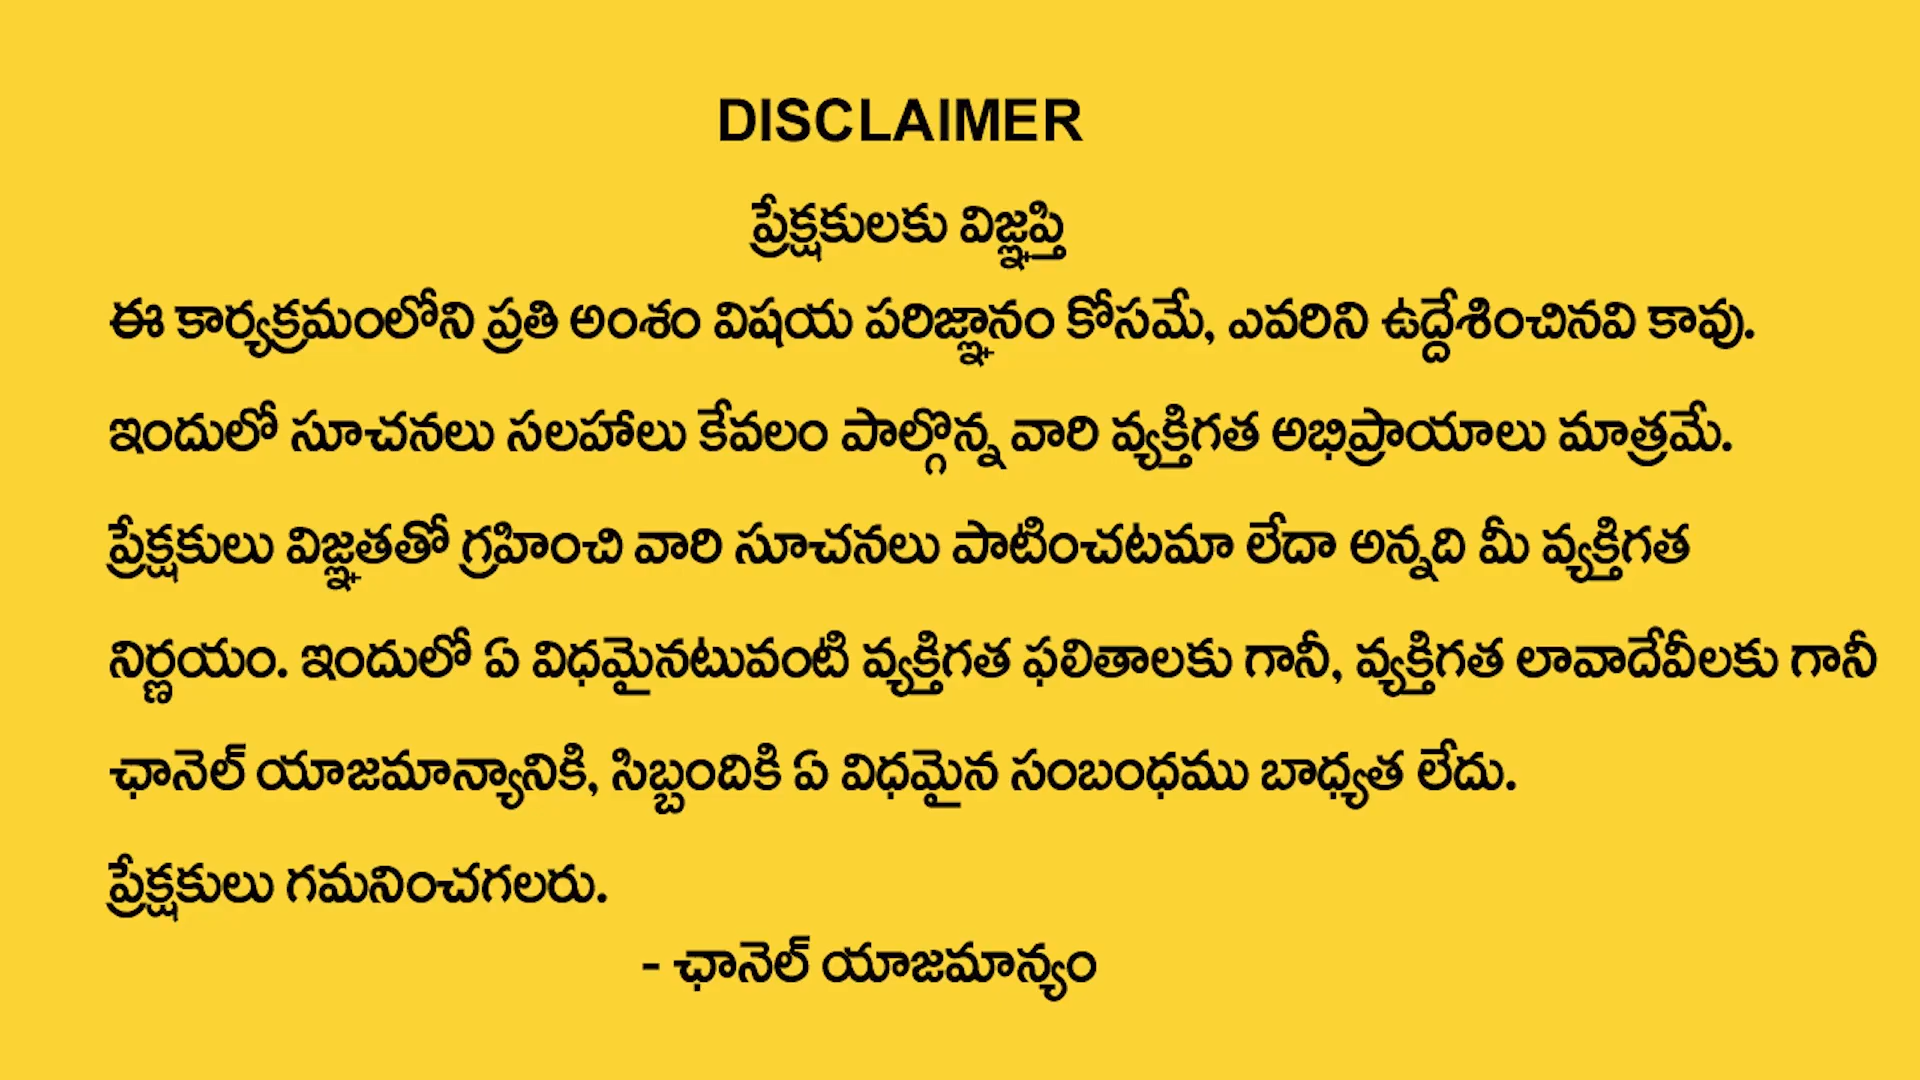 DISCLAIMER
ప్రేక్షకులకు విజ్ఞప్తి
ఈ కార్యక్రమంలోని ప్రతి అంశం విషయ పరిజ్ఞానం కోసమే, ఎవరిని ఉద్దేశించినవి కావు.
ఇందులో సూచనలు సలహాలు కేవలం పాల్గొన్న వారి వ్యక్తిగత అభిప్రాయాలు మాత్రమే.
ప్రేక్షకులు విజ్ఞతతో గ్రహించి వారి సూచనలు పాటించటమా లేదా అన్నది మీ వ్యక్తిగత
నిర్ణయం. ఇందులో ఏ విధమైనటువంటి వ్యక్తిగత ఫలితాలకు గానీ, వ్యక్తిగత లావాదేవీలకు గానీ
ఛానెల్ యాజమాన్యానికి, సిబ్బందికి ఏ విధమైన సంబంధము బాధ్యత లేదు.
ప్రేక్షకులు గమనించగలరు.
- ఛానెల్ యాజమాన్యం